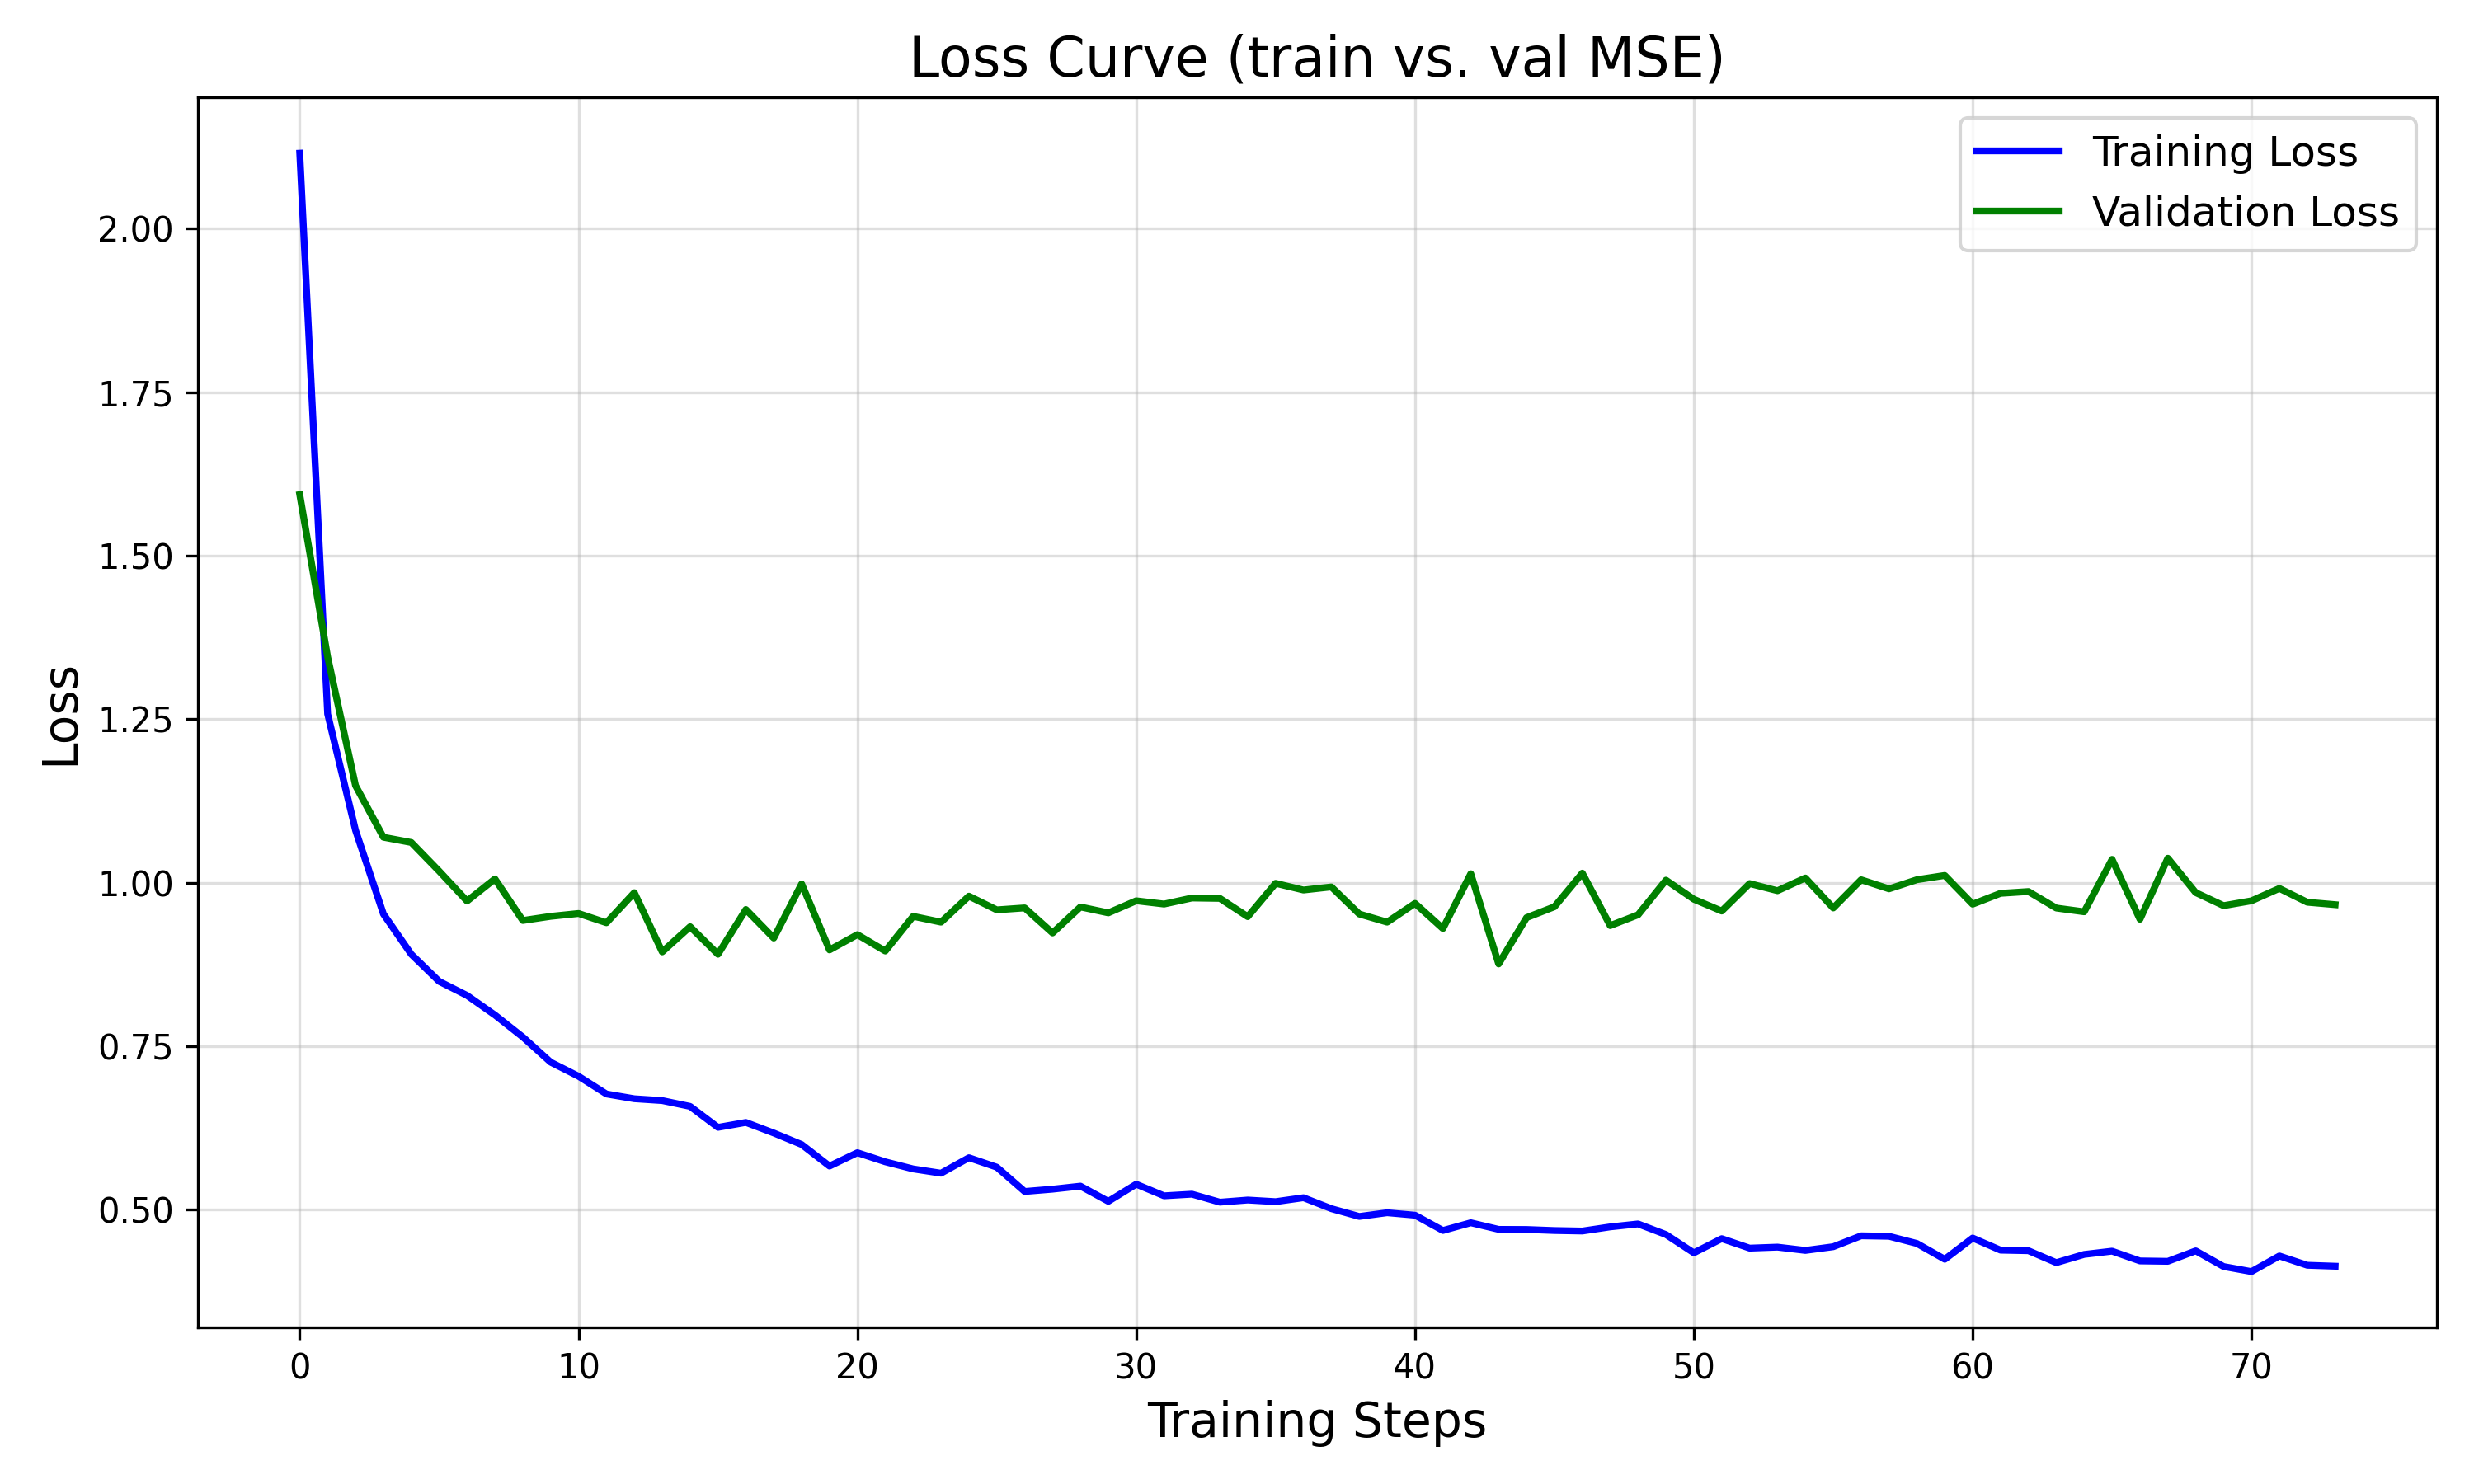 Loss Curve (train vs. val MSE)
Training Loss
Validation Loss
2.00
1.75
1.50
1.25
1.00
0.75
0.50
Loss
0 10 20 30 40 50 60 70
Training Steps